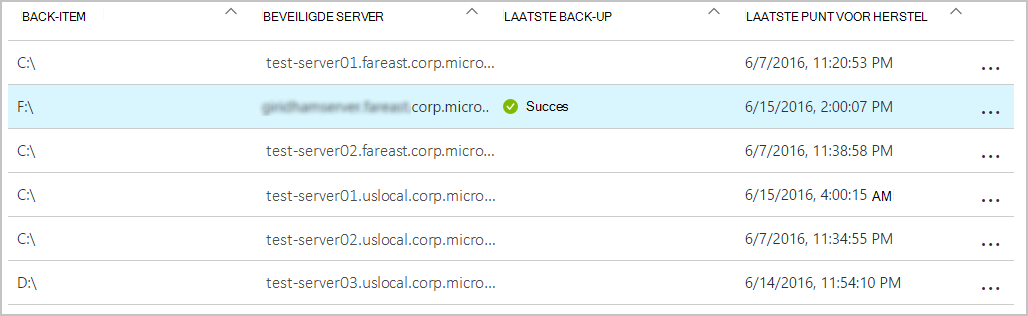 BACK-ITEM BEVEILIGDE SERVER LAATSTE BACK-UP LAATSTE PUNT VOOR HERSTEL
C:\ test-server01.fareast.corp.micro... 6/7/2016, 11:20:53 PM ...
F:\ .corp.micro.. Succes 6/15/2016, 2:00:07 PM ...
C:\ test-server02.fareast.corp.micro... 6/7/2016, 11:38:58 PM ...
C:\ test-server01.uslocal.corp.micro... 6/15/2016, 4:00:15 AM ...
C:\ test-server02.uslocal.corp.micro... 6/7/2016, 11:34:55 PM ...
D:\ test-server03.uslocal.corp.micro... 6/14/2016, 11:54:10 PM ...